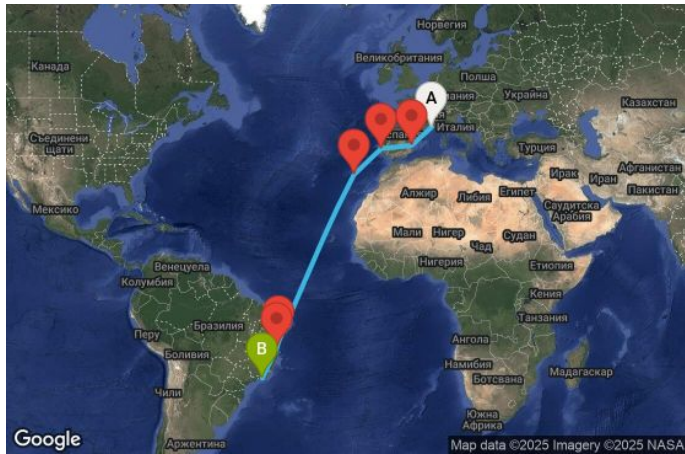 Норвегия
Великобритания
Канада
Полша
A
мания
Украйна
Казахстан
Съединени
щати
Италия
Турция
Афганистан
Ирак
Иран
Пакистан
Алжир
Либия
Египет
Саудитска
Арабия
Мексико
Мали
Нигер
Чад
Судан
Венецуела
Нигерия
Етиопия
Колумбия
Кения
Бразилия
Танзания
Перу
Ангола
B
Боливия
Намибия
Ботсвана
Мадагаскар
Чили
Южна
Африка
Аржентина
Google
Map data ©2025 Imagery ©2025 NASA